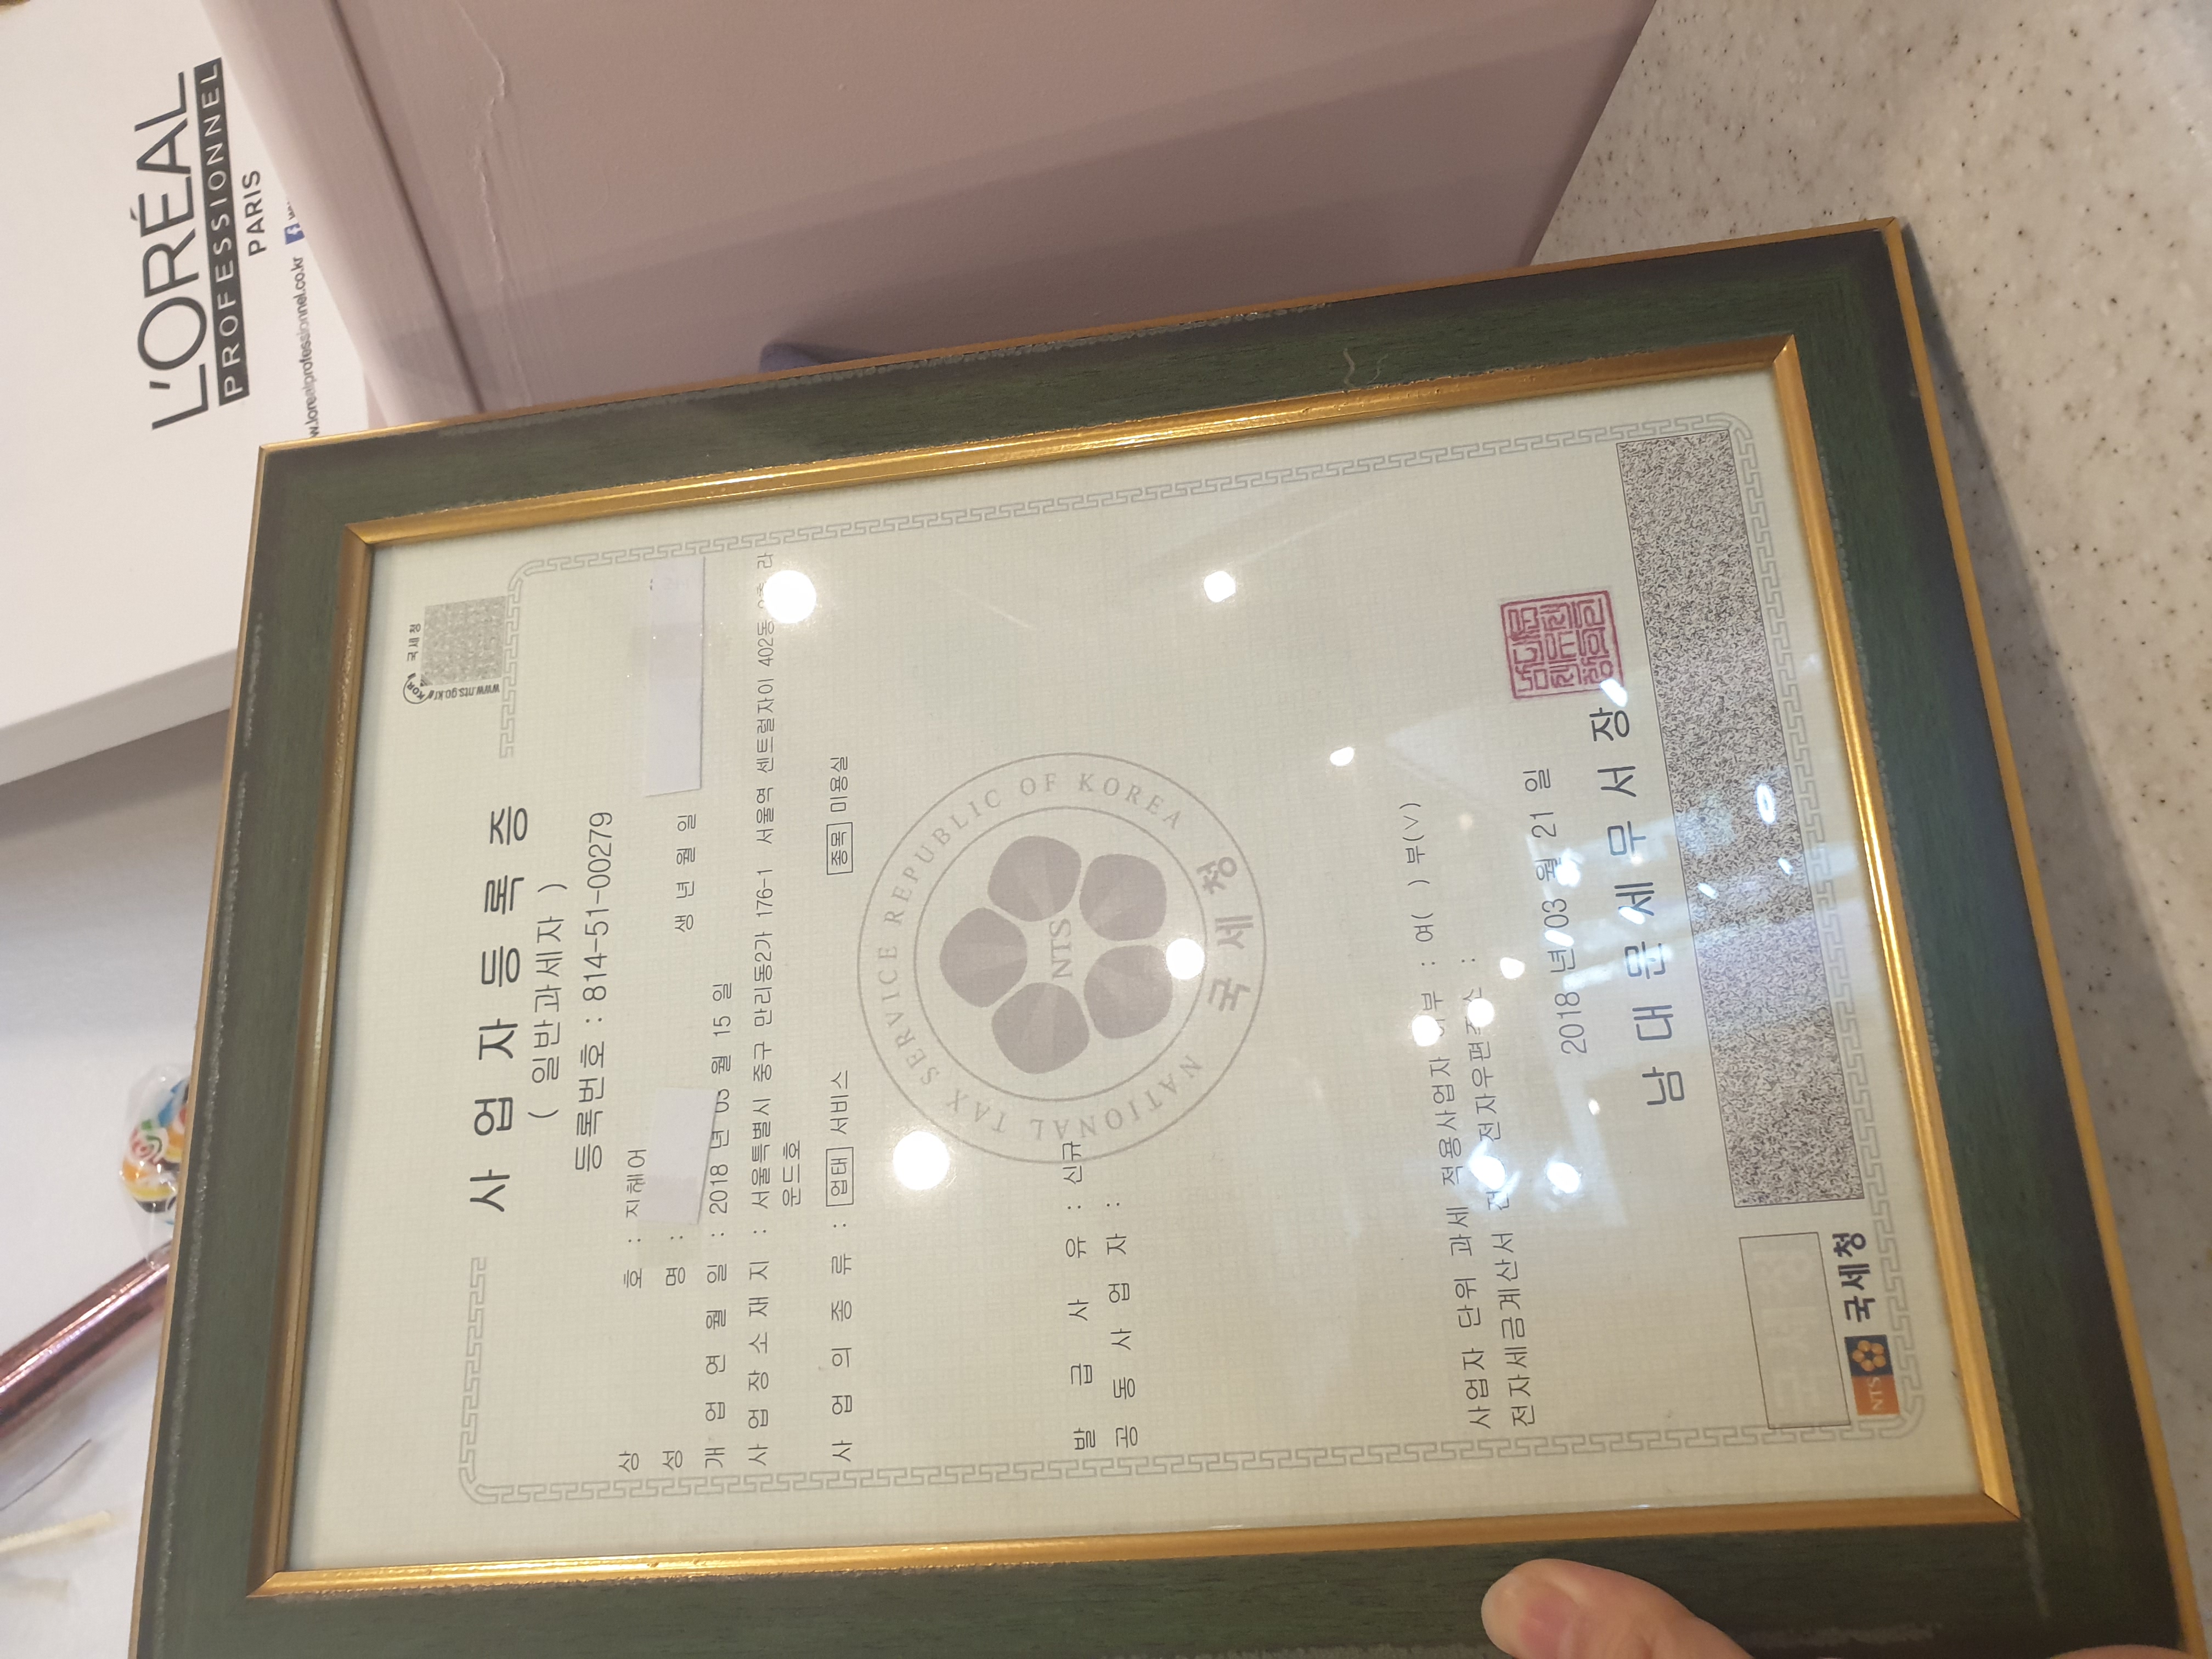 L'ORÉAL
PROFESSIONNEL
PARIS
w.lorealprofessionnel.co.kr
국세청
www.nts.go.kr
사업자등록증
( 일반과세자 )
등록번호 : 814-51-00279
상 호 : 지헤어
성 명 : 생 년 월 일
개 업 연 월 일 : 2018 년 03 월 15 일
사 업 장 소 재 지 : 서울특별시 중구 만리동2가 176-1 서울역 센트럴자이 402동 라
운드호
사 업 의 종 류 : 업태 서비스 종목 미용실
NATIONAL TAX SERVICE REPUBLIC OF KOREA
NTS
국세청
발 급 사 유 : 신규
공 동 사 업 자 :
사업자 단위 과세 적용사업자 여부 : 여( ) 부(∨)
전자세금계산서 전용 전자우편주소 :
2018 년 03 월 21 일
남 대 문 세 무 서 장
NTS 국세청